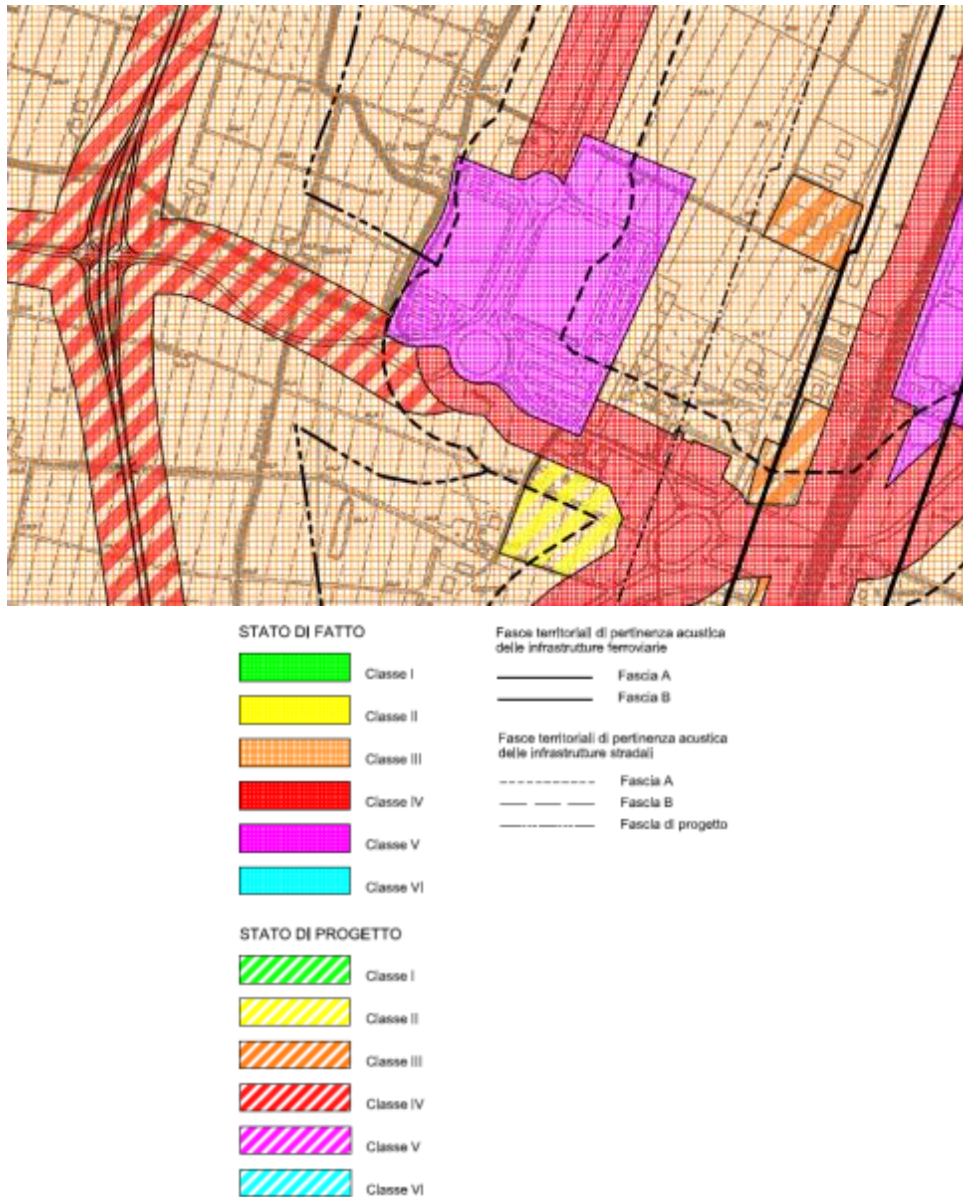 STATO DI FATTO
Classe I
Classe II
Classe III
Classe IV
Classe V
Classe VI
STATO DI PROGETTO
Classe I
Classe II
Classe III
Classe IV
Classe V
Classe VI
Fasce territoriali di pertinenza acustica
delle infrastrutture ferroviarie
Fascia A
Fascia B
Fasce territoriali di pertinenza acustica
delle infrastrutture stradali
Fascia A
Fascia B
Fascia di progetto